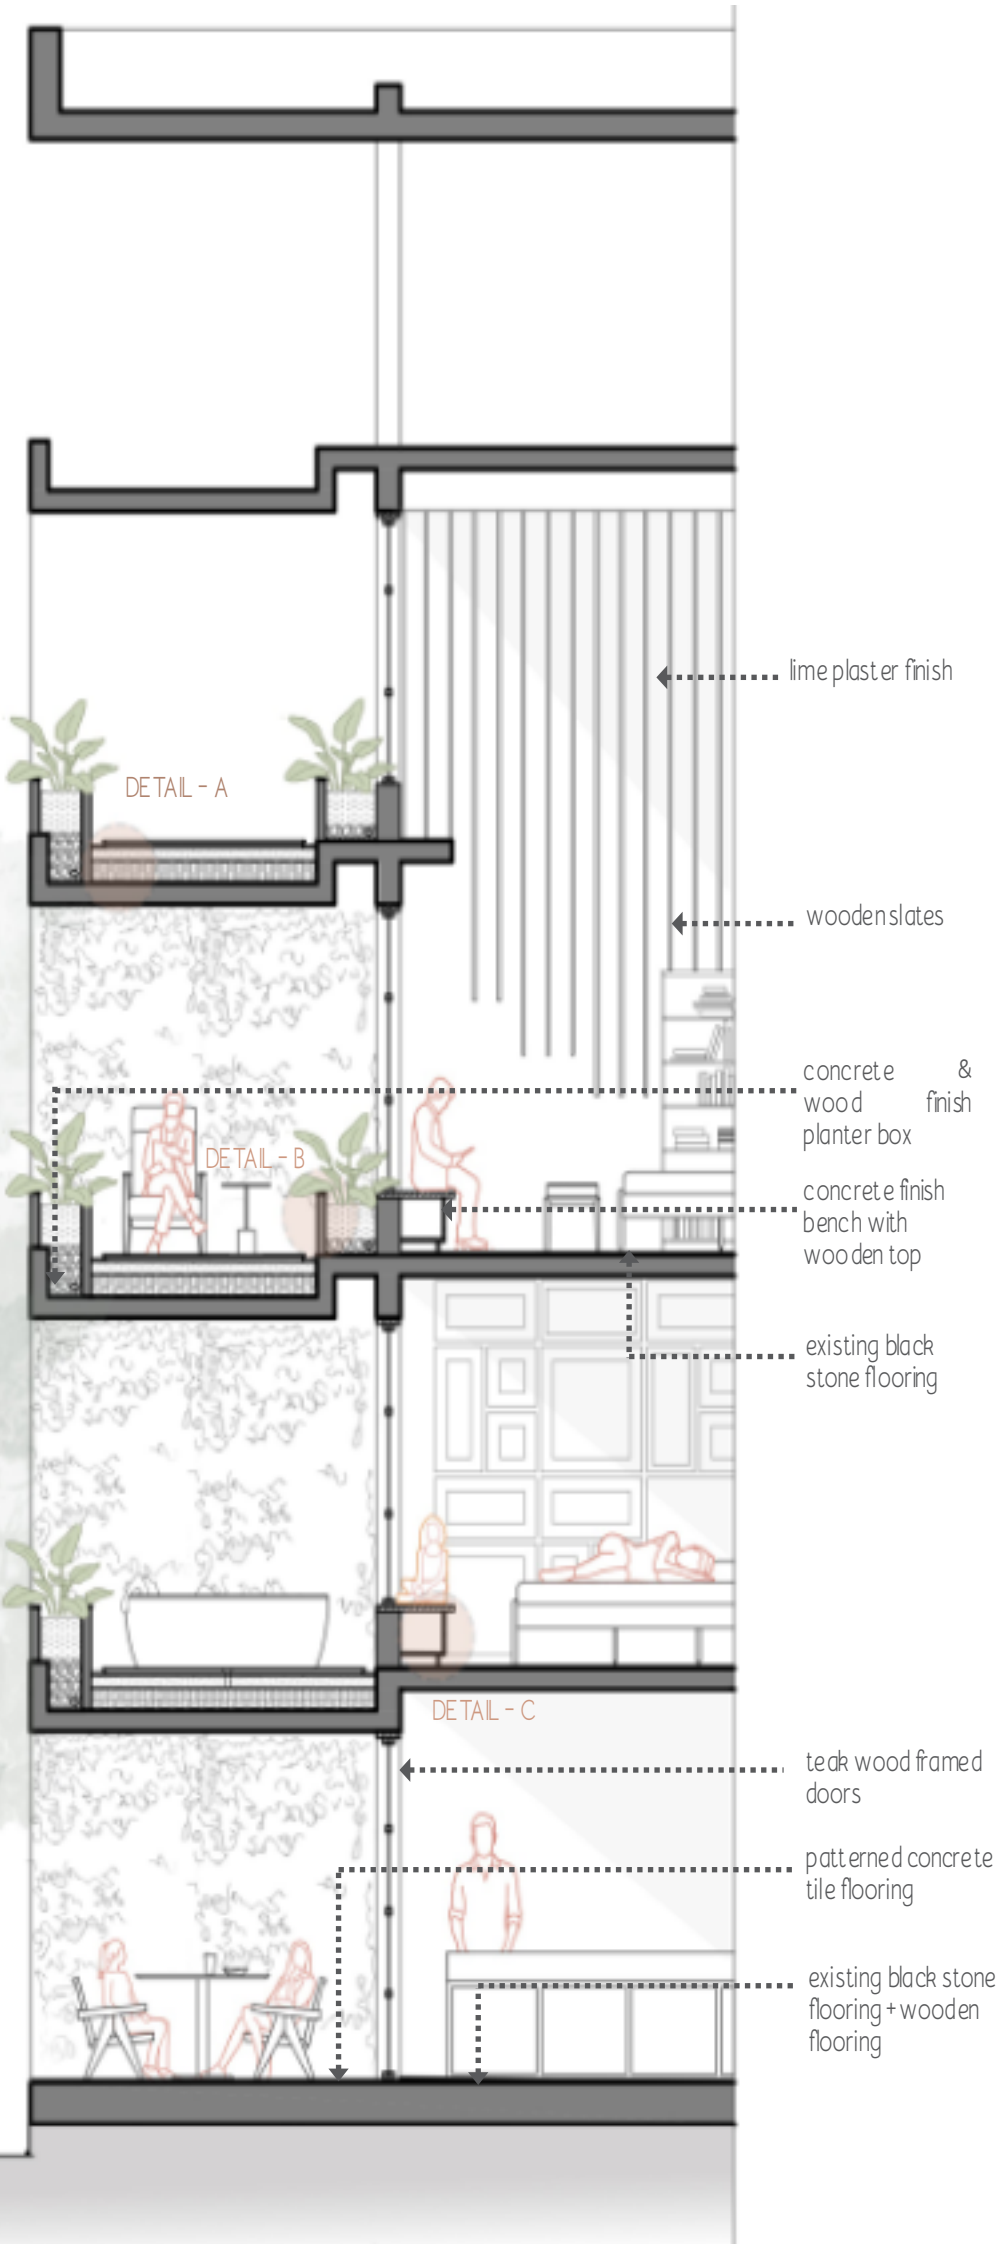 lime plaster finish
DETAIL - A
wooden slates
concrete &
wood finish
planter box
DETAIL - B
concrete finish
bench with
wooden top
existing black
stone flooring
DETAIL - C
teak wood framed
doors
patterned concrete
tile flooring
existing black stone
flooring + wooden
flooring